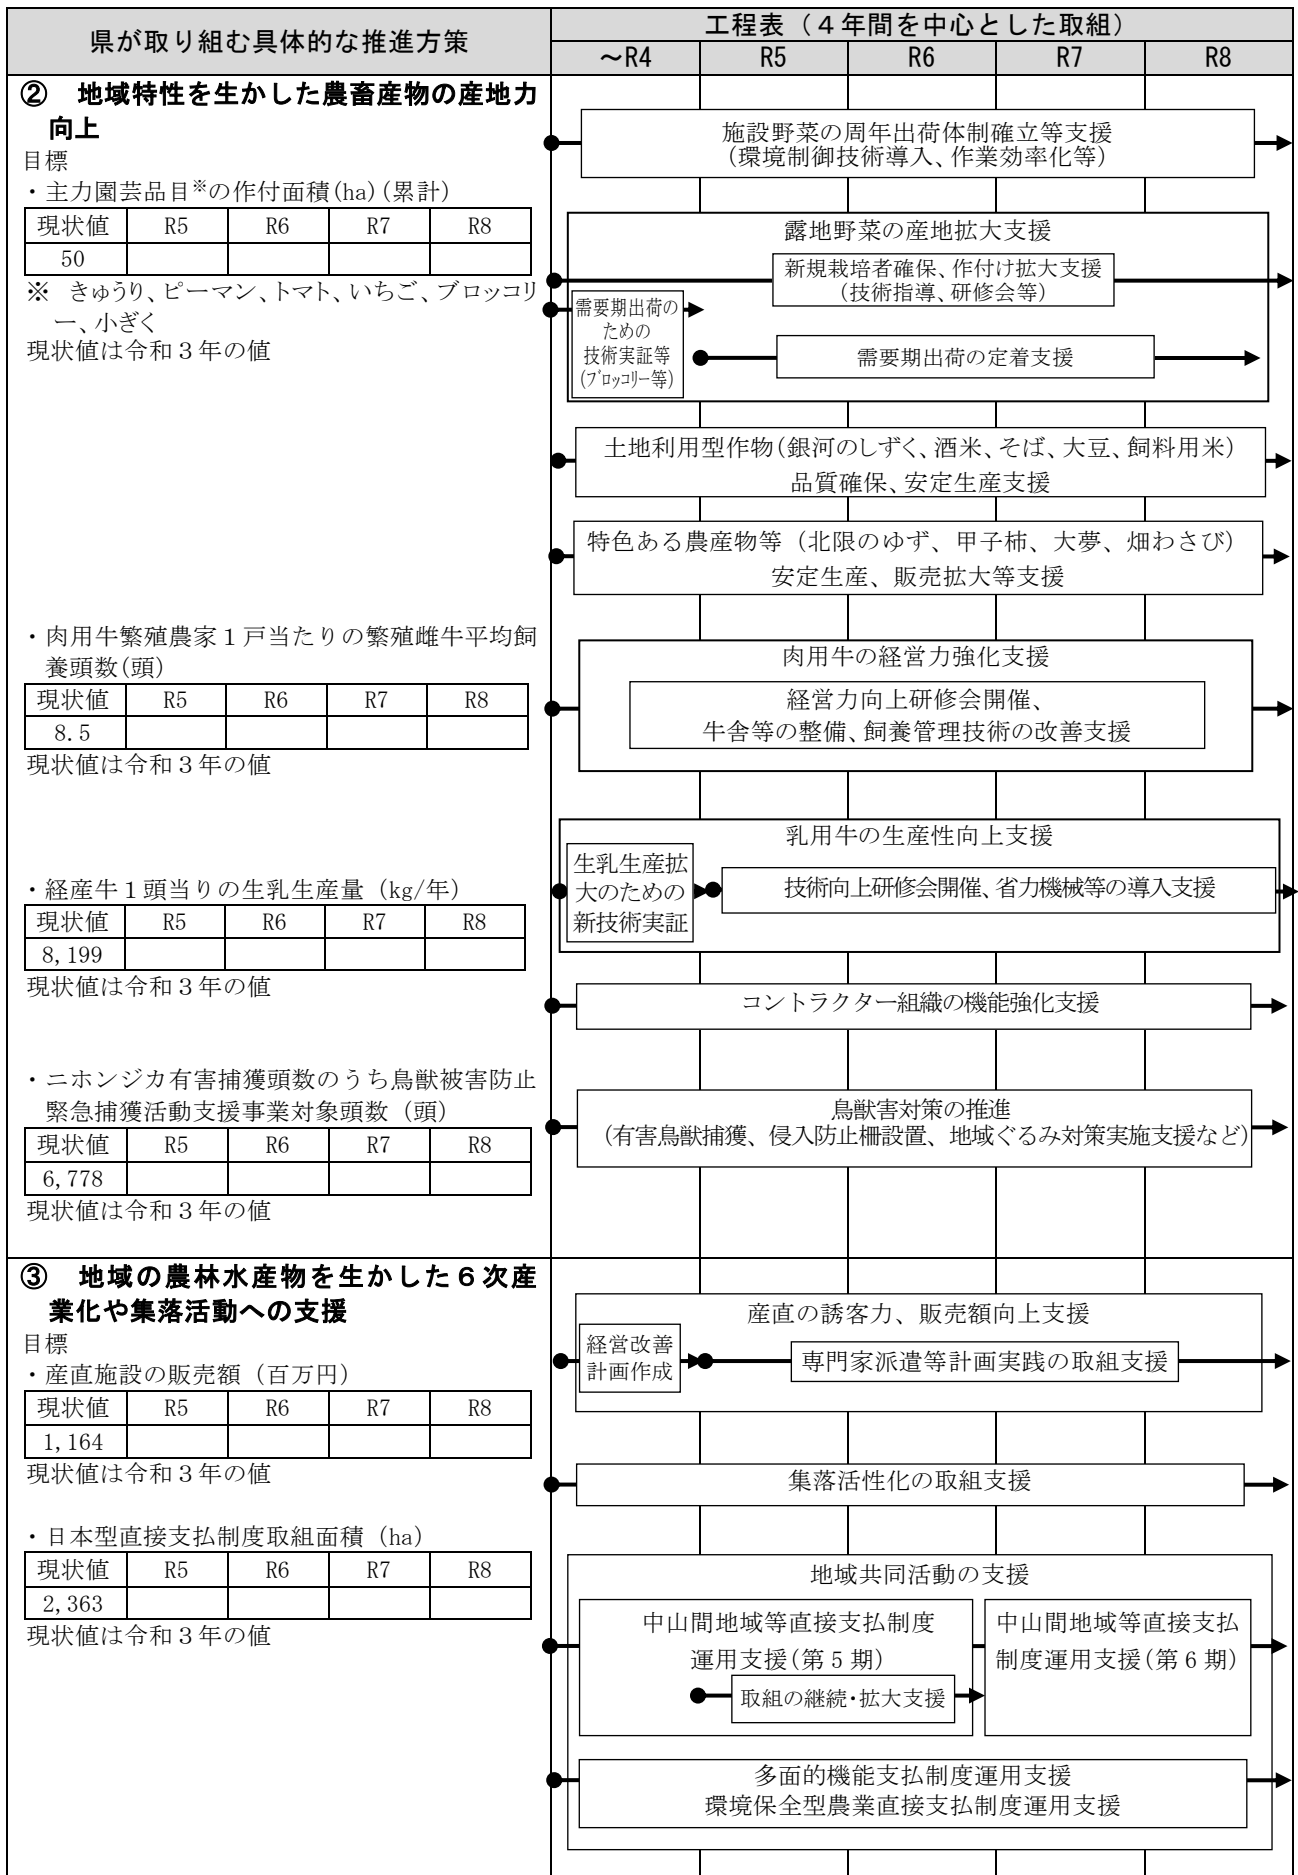 県が取り組む具体的な推進方策
工程表（４年間を中心とした取組）
～R4 R5 R6 R7 R8
② 地域特性を生かした農畜産物の産地力
向上
目標
・主力園芸品目※の作付面積(ha)(累計)
現状値 R5 R6 R7 R8
50
※ きゅうり、ピーマン、トマト、いちご、ブロッコリ
ー、小ぎく
現状値は令和３年の値
・肉用牛繁殖農家１戸当たりの繁殖雌牛平均飼
養頭数(頭)
現状値 R5 R6 R7 R8
8.5
現状値は令和３年の値
・経産牛１頭当りの生乳生産量（kg/年）
現状値 R5 R6 R7 R8
8,199
現状値は令和３年の値
・ニホンジカ有害捕獲頭数のうち鳥獣被害防止
緊急捕獲活動支援事業対象頭数（頭）
現状値 R5 R6 R7 R8
6,778
現状値は令和３年の値
施設野菜の周年出荷体制確立等支援
（環境制御技術導入、作業効率化等）
露地野菜の産地拡大支援
新規栽培者確保、作付け拡大支援
（技術指導、研修会等）
需要期出荷の
ための
技術実証等
(ブロッコリー等)
需要期出荷の定着支援
土地利用型作物(銀河のしずく、酒米、そば、大豆、飼料用米)
品質確保、安定生産支援
特色ある農産物等（北限のゆず、甲子柿、大夢、畑わさび）
安定生産、販売拡大等支援
肉用牛の経営力強化支援
経営力向上研修会開催、
牛舎等の整備、飼養管理技術の改善支援
乳用牛の生産性向上支援
生乳生産拡
大のための
新技術実証
技術向上研修会開催、省力機械等の導入支援
コントラクター組織の機能強化支援
鳥獣害対策の推進
（有害鳥獣捕獲、侵入防止柵設置、地域ぐるみ対策実施支援など）
③ 地域の農林水産物を生かした６次産
業化や集落活動への支援
目標
・産直施設の販売額（百万円）
現状値 R5 R6 R7 R8
1,164
現状値は令和３年の値
・日本型直接支払制度取組面積（ha）
現状値 R5 R6 R7 R8
2,363
現状値は令和３年の値
産直の誘客力、販売額向上支援
経営改善
計画作成
専門家派遣等計画実践の取組支援
集落活性化の取組支援
地域共同活動の支援
中山間地域等直接支払制度
運用支援(第５期)
取組の継続・拡大支援
中山間地域等直接支払
制度運用支援(第６期)
多面的機能支払制度運用支援
環境保全型農業直接支払制度運用支援